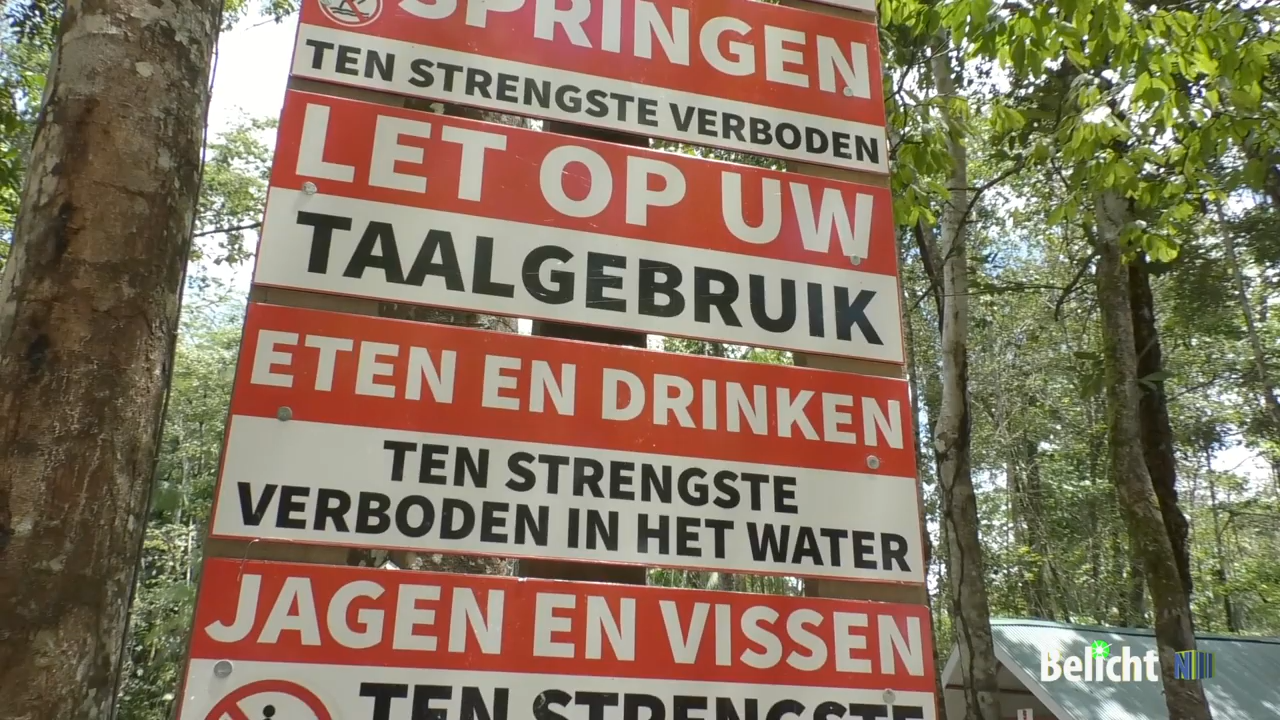 SPRINGEN
TEN STRENGSTE VERBODEN
LET OP UW
TAALGEBRUIK
ETEN EN DRINKEN
TEN STRENGSTE
VERBODEN IN HET WATER
JAGEN EN VISSEN
TEN STRENGSTE
Belicht N